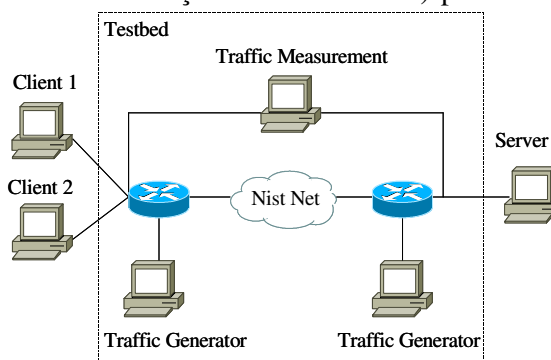 Testbed
Traffic Measurement
Client 1
Server
Client 2
Nist Net
Traffic Generator
Traffic Generator